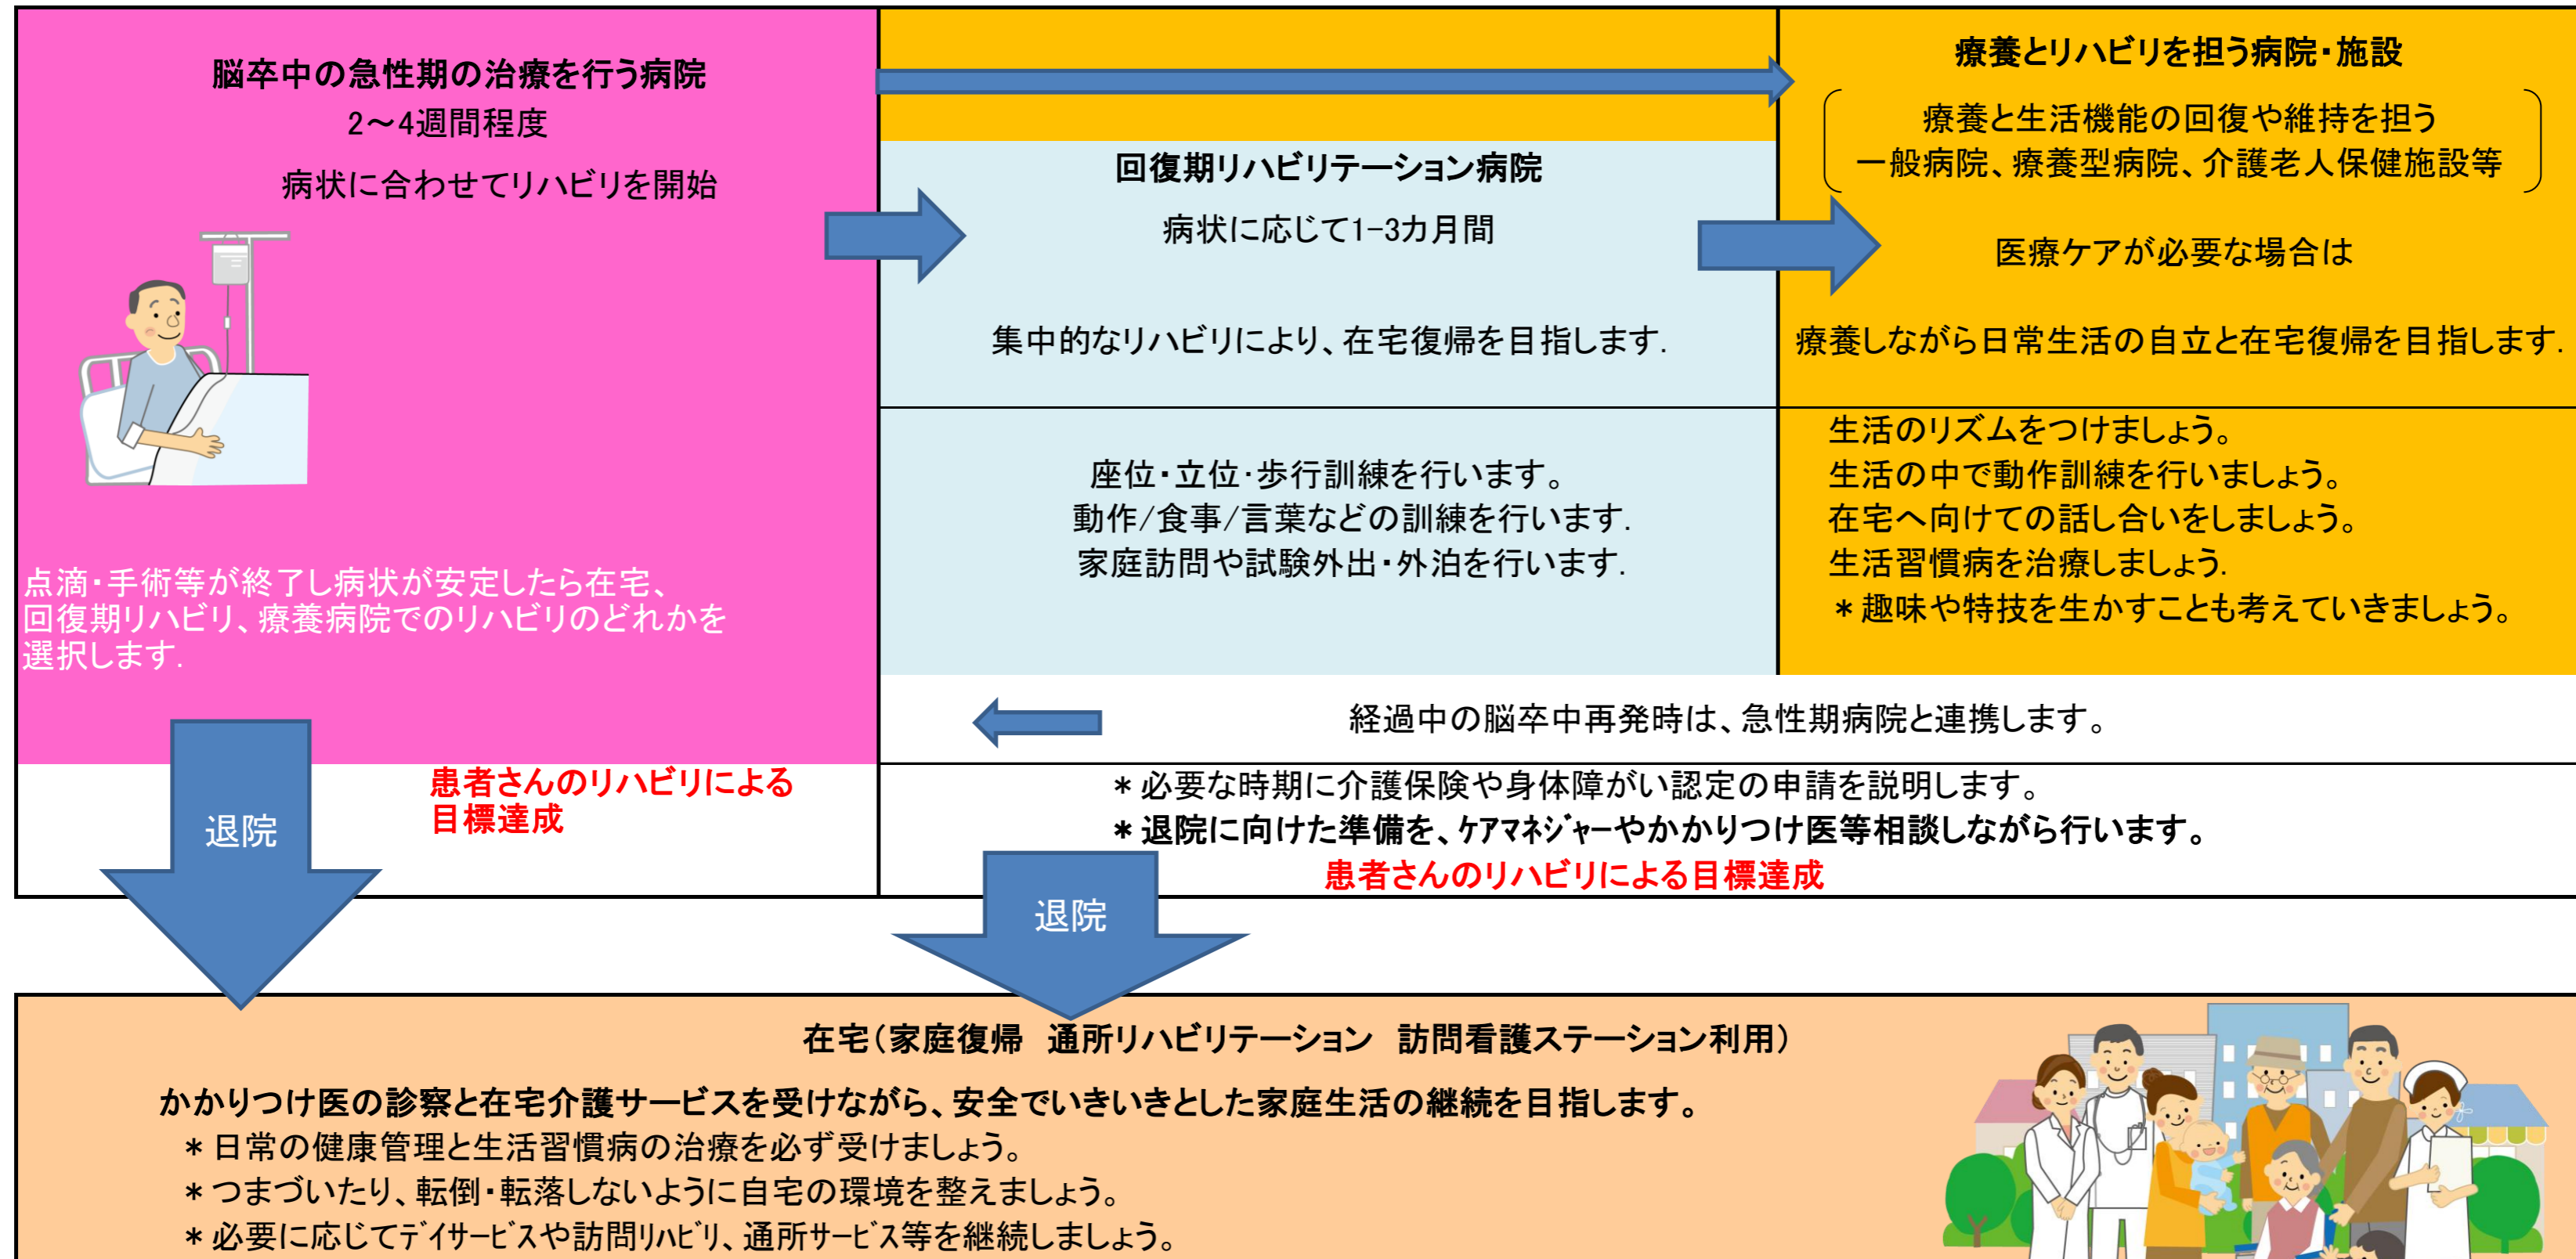 脳卒中の急性期の治療を行う病院
2～4週間程度
病状に合わせてリハビリを開始
点滴・手術等が終了し病状が安定したら在宅、
回復期リハビリ、療養病院でのリハビリのどれかを
選択します.
回復期リハビリテーション病院
病状に応じて1-3カ月間
集中的なリハビリにより、在宅復帰を目指します.
座位・立位・歩行訓練を行います。
動作/食事/言葉などの訓練を行います.
家庭訪問や試験外出・外泊を行います.
療養とリハビリを担う病院・施設
療養と生活機能の回復や維持を担う
一般病院、療養型病院、介護老人保健施設等
医療ケアが必要な場合は
療養しながら日常生活の自立と在宅復帰を目指します.
生活のリズムをつけましょう。
生活の中で動作訓練を行いましょう。
在宅へ向けての話し合いをしましょう。
生活習慣病を治療しましょう.
＊趣味や特技を生かすことも考えていきましょう。
経過中の脳卒中再発時は、急性期病院と連携します。
退院
患者さんのリハビリによる
目標達成
＊必要な時期に介護保険や身体障がい認定の申請を説明します。
＊退院に向けた準備を、ｹｱﾏﾈｼﾞｬｰやかかりつけ医等相談しながら行います。
患者さんのリハビリによる目標達成
退院
在宅（家庭復帰　通所リハビリテーション　訪問看護ステーション利用）
かかりつけ医の診察と在宅介護サービスを受けながら、安全でいきいきとした家庭生活の継続を目指します。
＊日常の健康管理と生活習慣病の治療を必ず受けましょう。
＊つまづいたり、転倒・転落しないように自宅の環境を整えましょう。
＊必要に応じてﾃﾞｲｻｰﾋﾞｽや訪問ﾘﾊﾋﾞﾘ、通所ｻｰﾋﾞｽ等を継続しましょう。